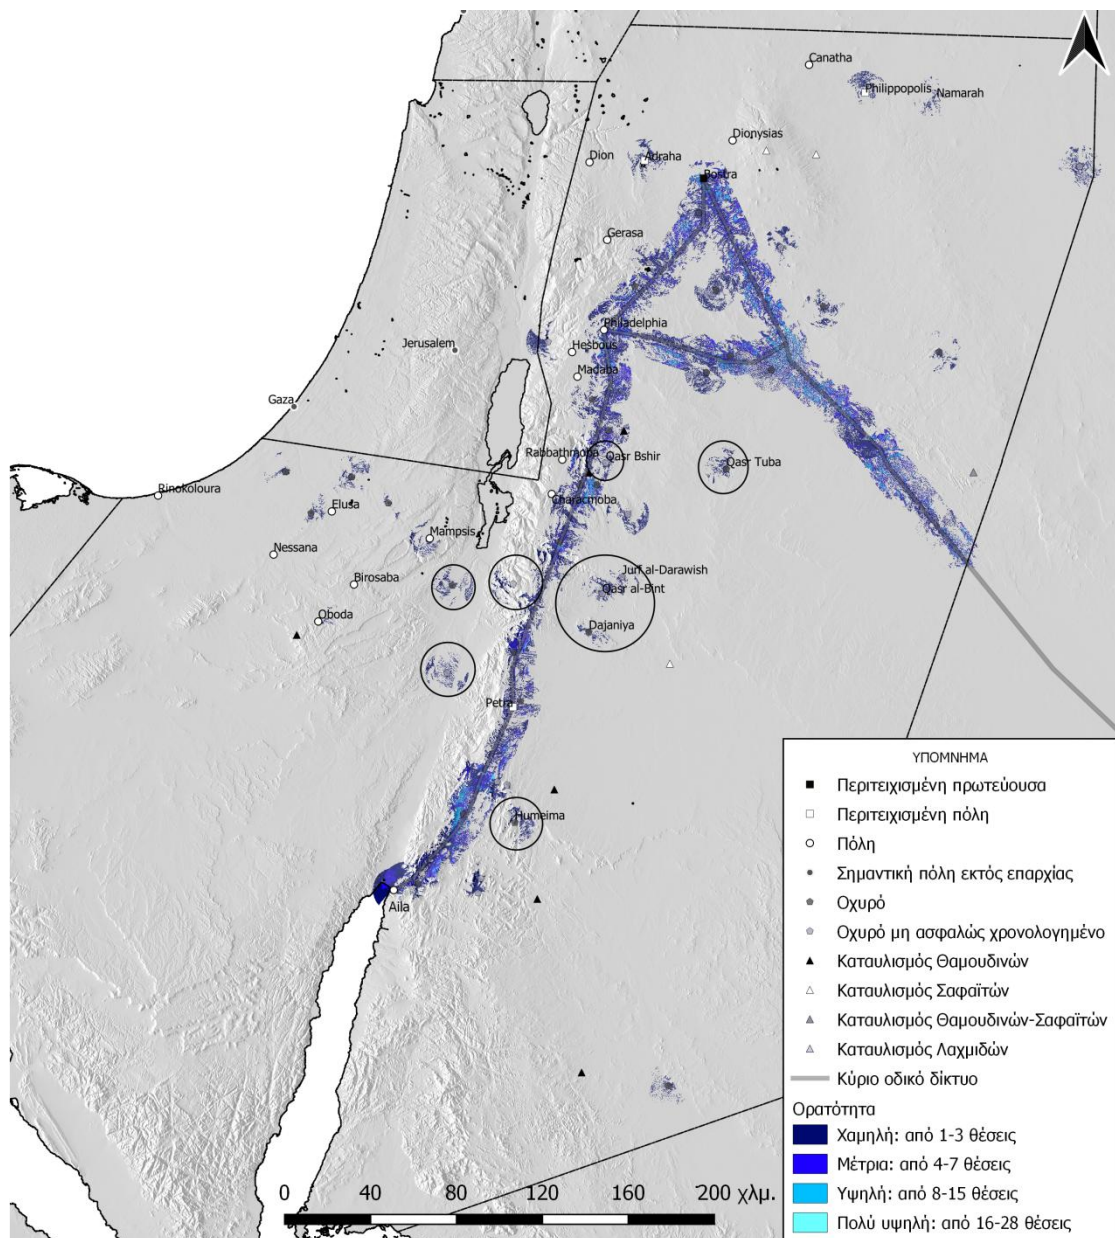 Canatha
Philippopolis
Namarah
Dionysias
Dion
Adraha
Bostra
Gerasa
Philadelphia
Jerusalem
Hesbous
Madaba
Gaza
Rabbathmoba
Qasr Bshir
Qasr Tuba
Rinokoloura
Characmoba
Elusa
Mampsis
Nessana
Jurf al-Darawish
Birosaba
Qasr al-Bint
Oboda
Dajaniya
Petra
Humeima
Aila
ΥΠΟΜΝΗΜΑ
Περιτειχισμένη πρωτεύουσα
Περιτειχισμένη πόλη
Πόλη
Σημαντική πόλη εκτός επαρχίας
Οχυρό
Οχυρό μη ασφαλώς χρονολογημένο
Καταυλισμός Θαμουδινών
Καταυλισμός Σαφαϊτών
Καταυλισμός Θαμουδινών-Σαφαϊτών
Καταυλισμός Λαχμιδών
Κύριο οδικό δίκτυο
Ορατότητα
Χαμηλή: από 1-3 θέσεις
Μέτρια: από 4-7 θέσεις
Υψηλή: από 8-15 θέσεις
Πολύ υψηλή: από 16-28 θέσεις
0 40 80 120 160 200 χλμ.